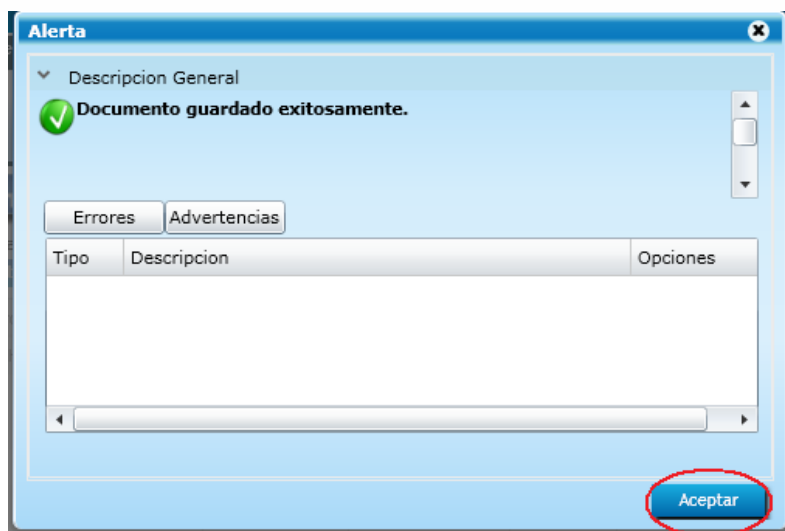 Alerta
Descripcion General
Documento guardado exitosamente.
Errores Advertencias
Tipo Descripcion Opciones
Aceptar